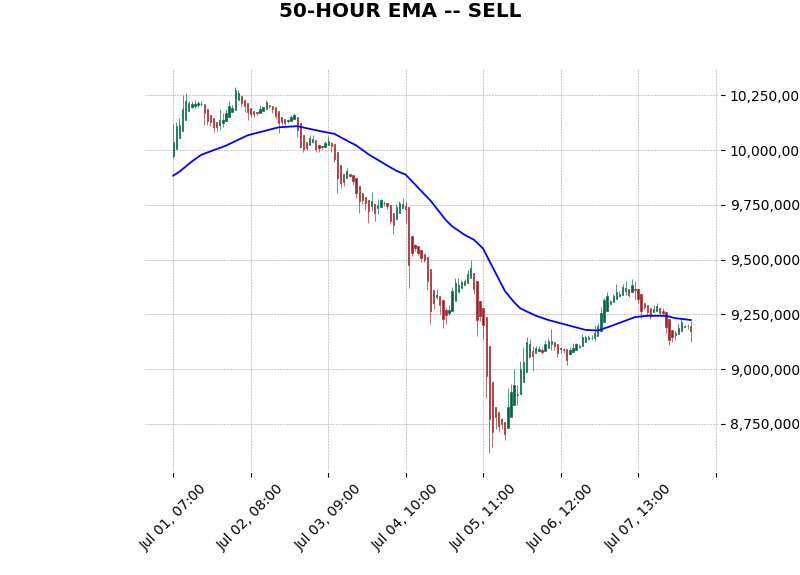 50-HOUR EMA -- SELL
10,250,00
10,000,00
9,750,000
9,500,000
9,250,000
9,000,000
8,750,000
Jul 01, 07:00
Jul 02, 08:00
Jul 03, 09:00
Jul 04, 10:00
Jul 05, 11:00
Jul 06, 12:00
Jul 07, 13:00